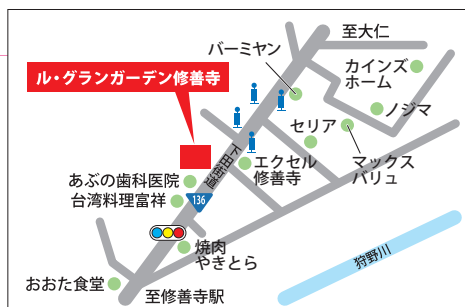 至大仁
バーミヤン
カインズ
ホーム
ル・グランガーデン修善寺
ノジマ
セリア
マックス
バリュ
下田街道
エクセル
修善寺
あぶの歯科医院
台湾料理富祥
136
焼肉
やきとら
狩野川
おおた食堂
至修善寺駅